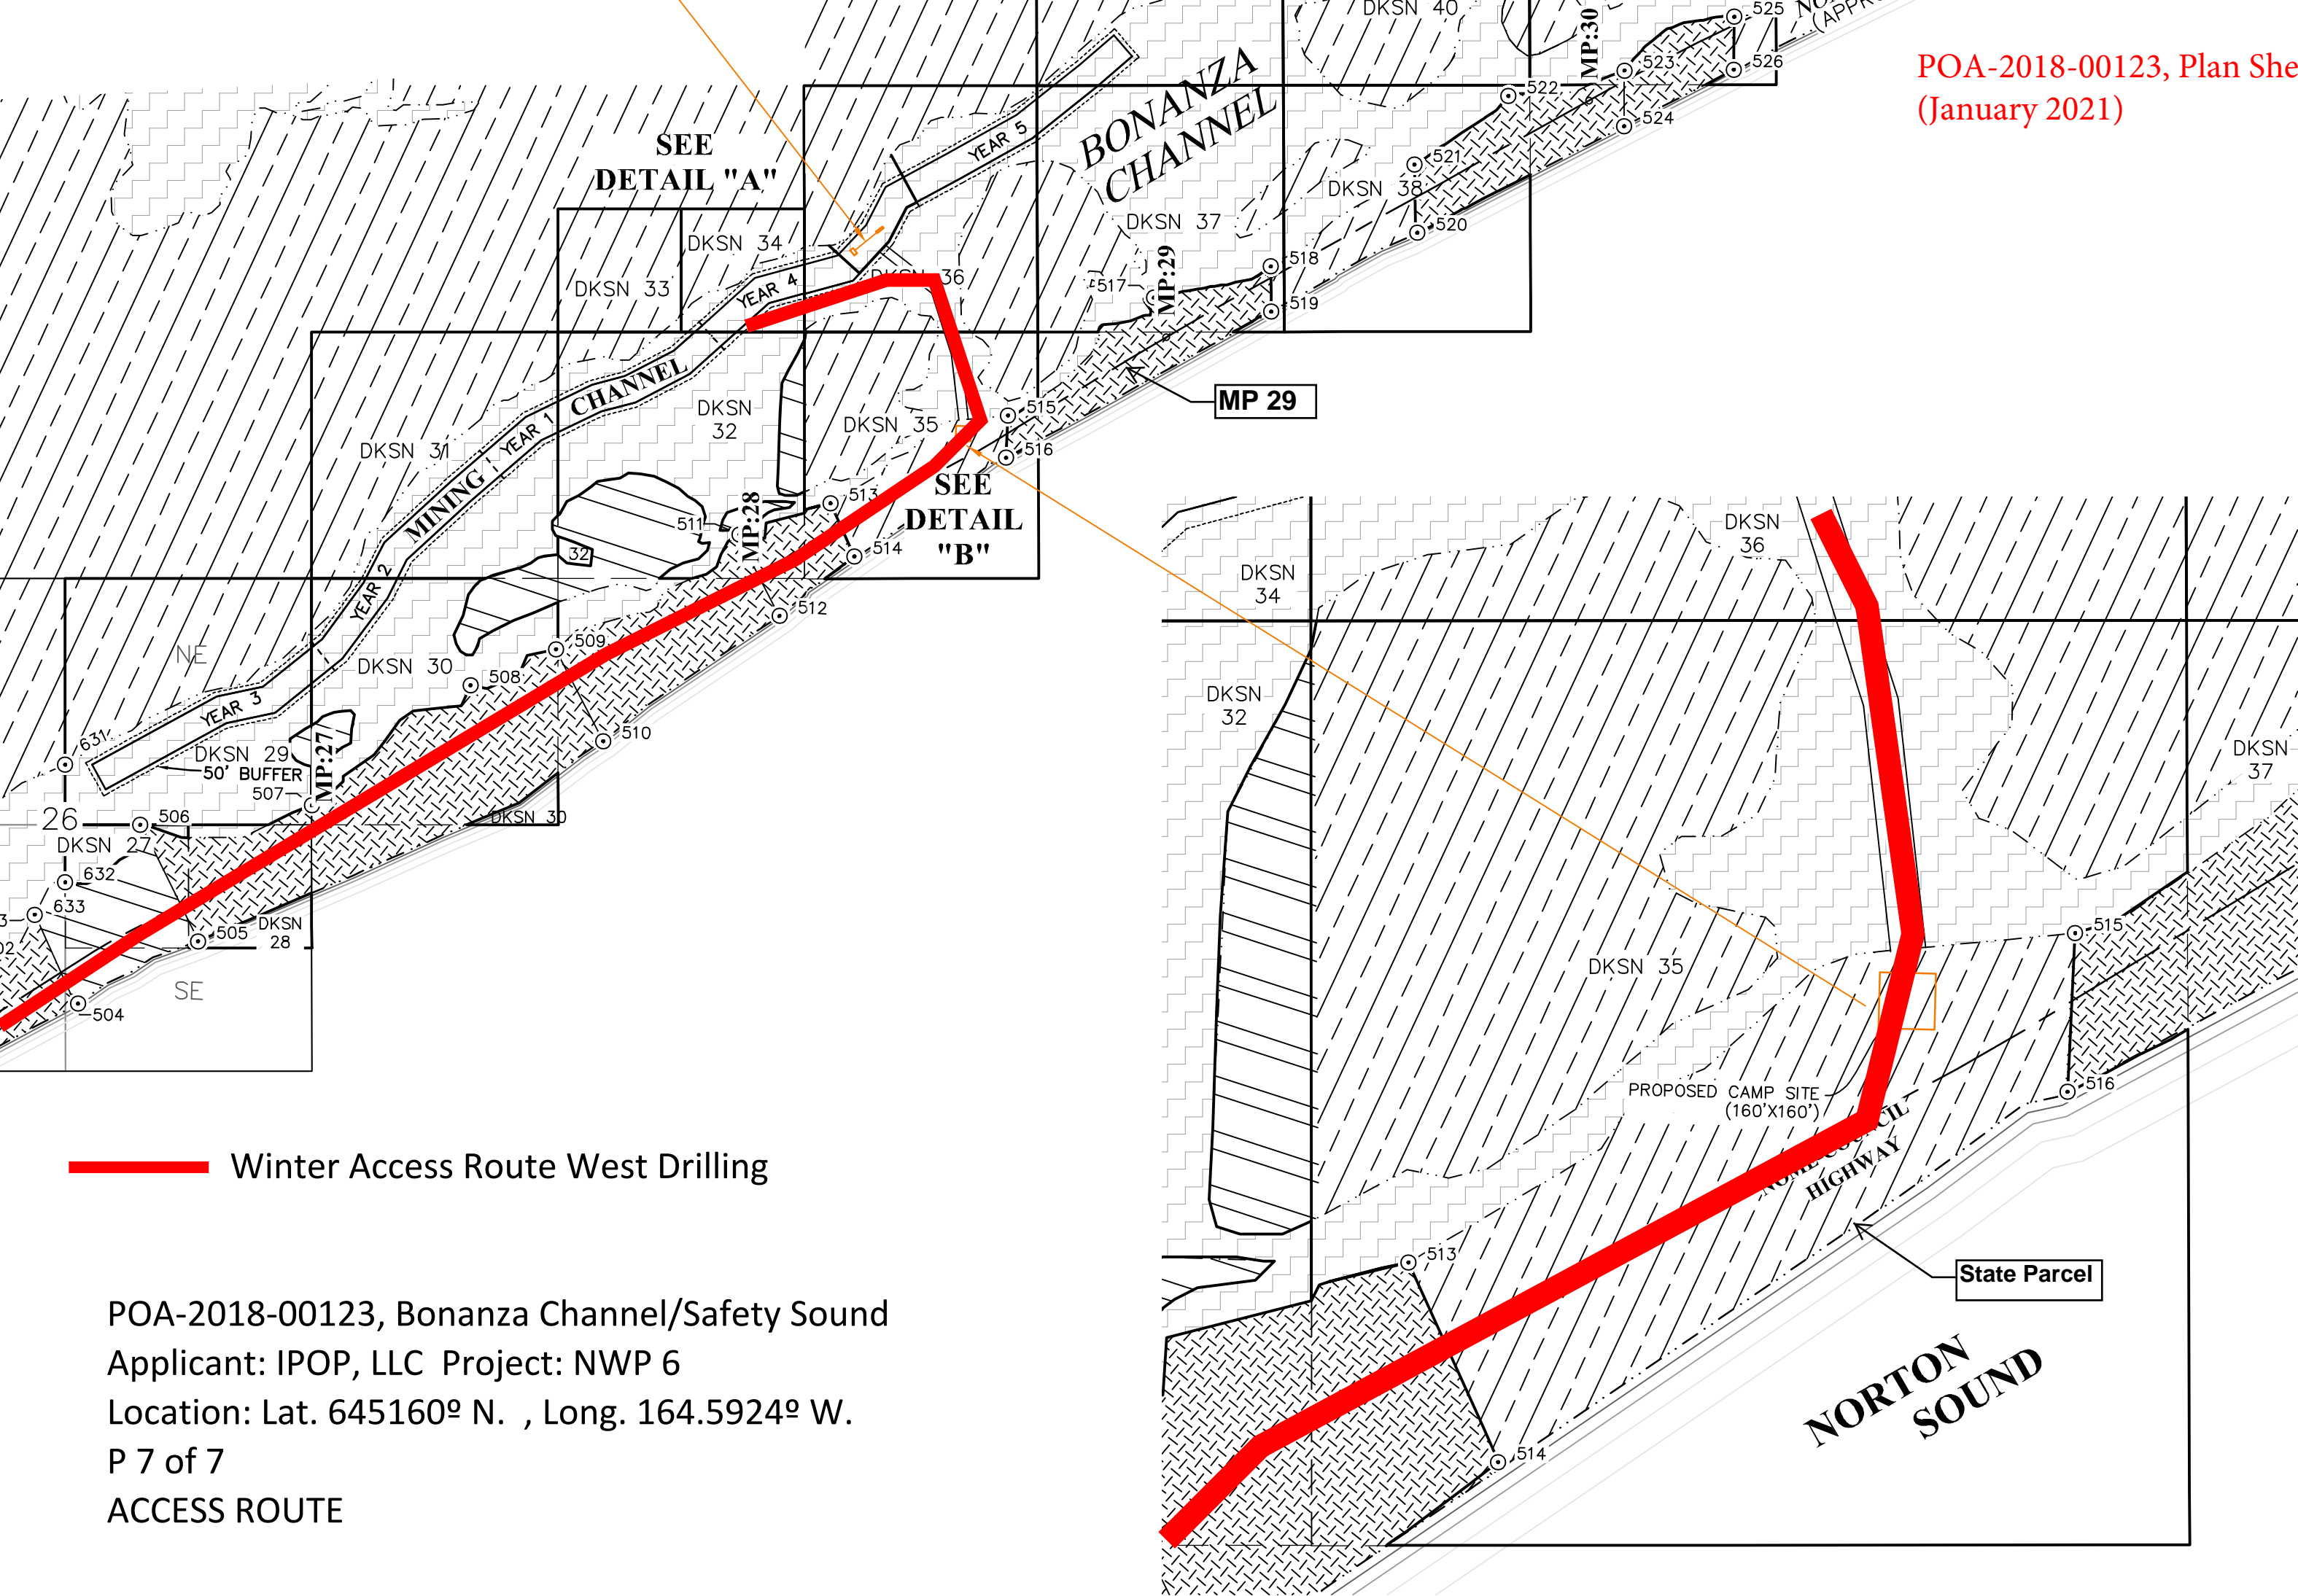 DKSN 40
MP:30
525
523
526
522
524
POA-2018-00123, Plan She
(January 2021)
BONANZA
CHANNEL
YEAR 5
SEE
DETAIL "A"
521
DKSN 38
520
DKSN 37
DKSN 34
518
MP:29
517
519
DKSN 36
DKSN 33
YEAR 4
CHANNEL
MP 29
DKSN
32
515
DKSN 35
516
YEAR 1
DKSN 31
MINING
SEE
DETAIL
"B"
513
511
MP:28
514
32
YEAR 2
512
509
NE
DKSN 30
508
510
YEAR 3
631
DKSN 29
50' BUFFER
MP:27
507
506
26
DKSN 30
DKSN 27
632
633
DKSN
28
505
SE
504
DKSN
36
DKSN
34
DKSN
32
DKSN
37
515
DKSN 35
PROPOSED CAMP SITE
(160'X160')
516
HIGHWAY
513
State Parcel
514
NORTON
SOUND
Winter Access Route West Drilling
POA-2018-00123, Bonanza Channel/Safety Sound
Applicant: IPOP, LLC Project: NWP 6
Location: Lat. 645160º N. , Long. 164.5924º W.
P 7 of 7
ACCESS ROUTE